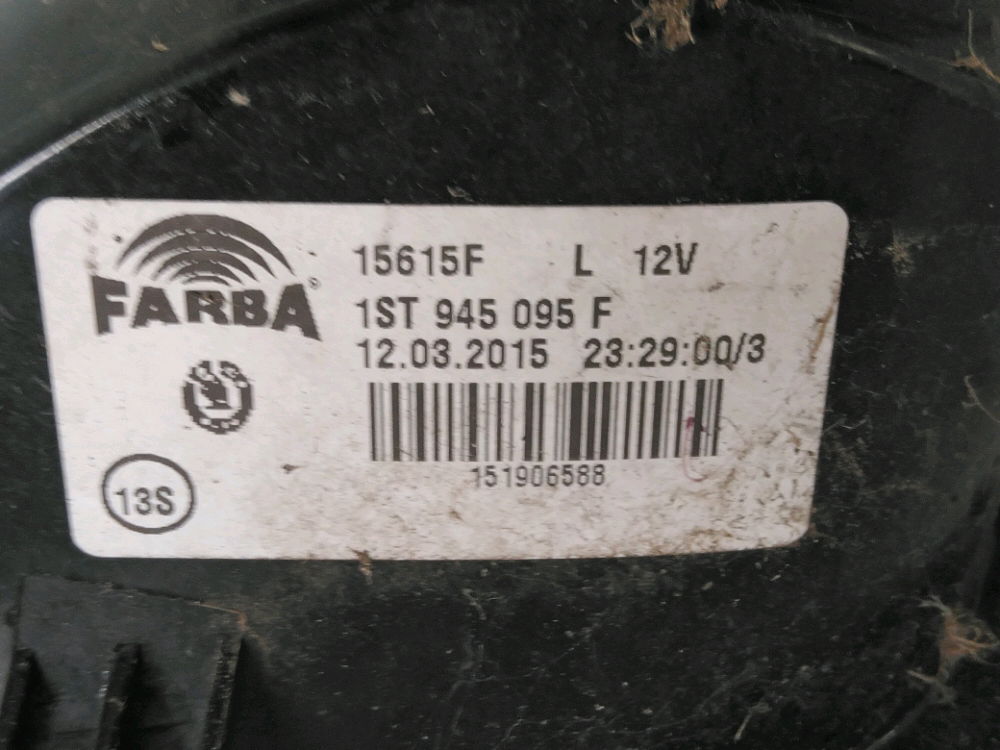 15615F L 12V
FARBA®
1ST 945 095 F
12.03.2015 23:29:00/3
151906588
13S